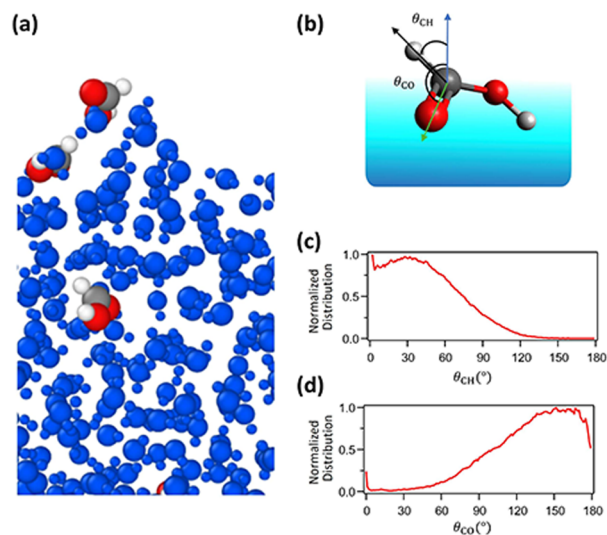 (a)
(b)
θCH
θCO
(c)
Normalized
Distribution
1.0
0.5
0.0
0 30 60 90 120 150 180
θCH(°)
(d)
Normalized
Distribution
1.0
0.5
0.0
0 30 60 90 120 150 180
θCO(°)